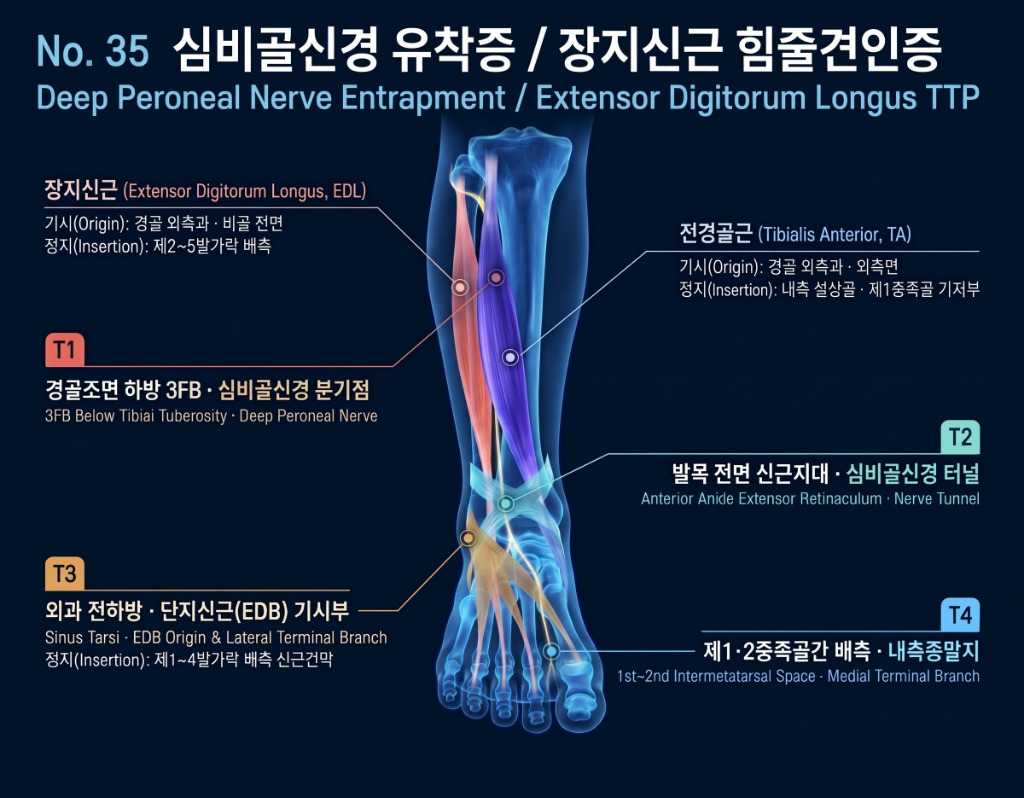 No. 35 심비골신경 유착증 / 장지신근 힘줄견인증
Deep Peroneal Nerve Entrapment / Extensor Digitorum Longus TTP
장지신근 (Extensor Digitorum Longus, EDL)
기시(Origin): 경골 외측과 · 비골 전면
정지(Insertion): 제2~5발가락 배측
전경골근 (Tibialis Anterior, TA)
기시(Origin): 경골 외측과 · 외측면
정지(Insertion): 내측 설상골 · 제1중족골 기저부
T1
경골조면 하방 3FB · 심비골신경 분기점
3FB Below Tibiai Tuberosity · Deep Peroneal Nerve
T2
발목 전면 신근지대 · 심비골신경 터널
Anterior Anide Extensor Retinaculum · Nerve Tunnel
T3
외과 전하방 · 단지신근(EDB) 기시부
Sinus Tarsi · EDB Origin & Lateral Terminal Branch
정지(Insertion): 제1~4발가락 배측 신근건막
T4
제1·2중족골간 배측 · 내측종말지
1st~2nd Intermetatarsal Space · Medial Terminal Branch